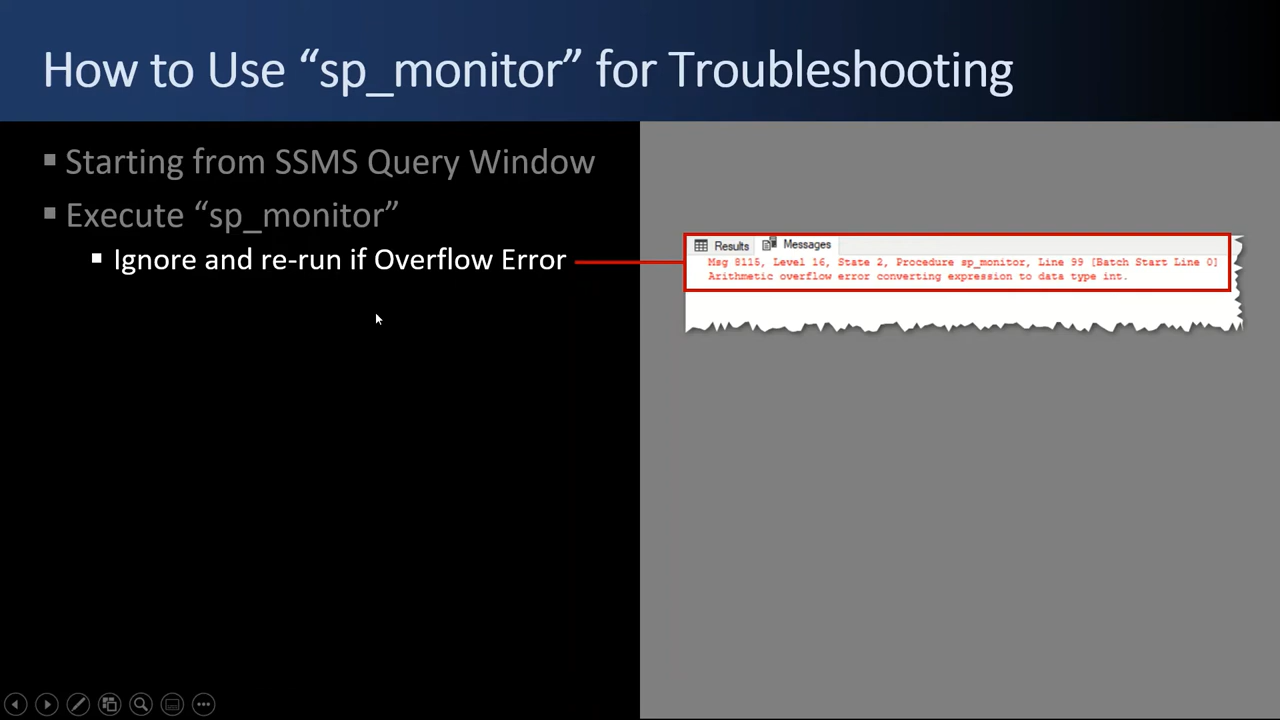 How to Use “sp_monitor” for Troubleshooting
Starting from SSMS Query Window
Execute “sp_monitor”
Ignore and re-run if Overflow Error
Results Messages
Msg 8115, Level 16, State 2, Procedure sp_monitor, Line 99 [Batch Start Line 0]
Arithmetic overflow error converting expression to data type int.